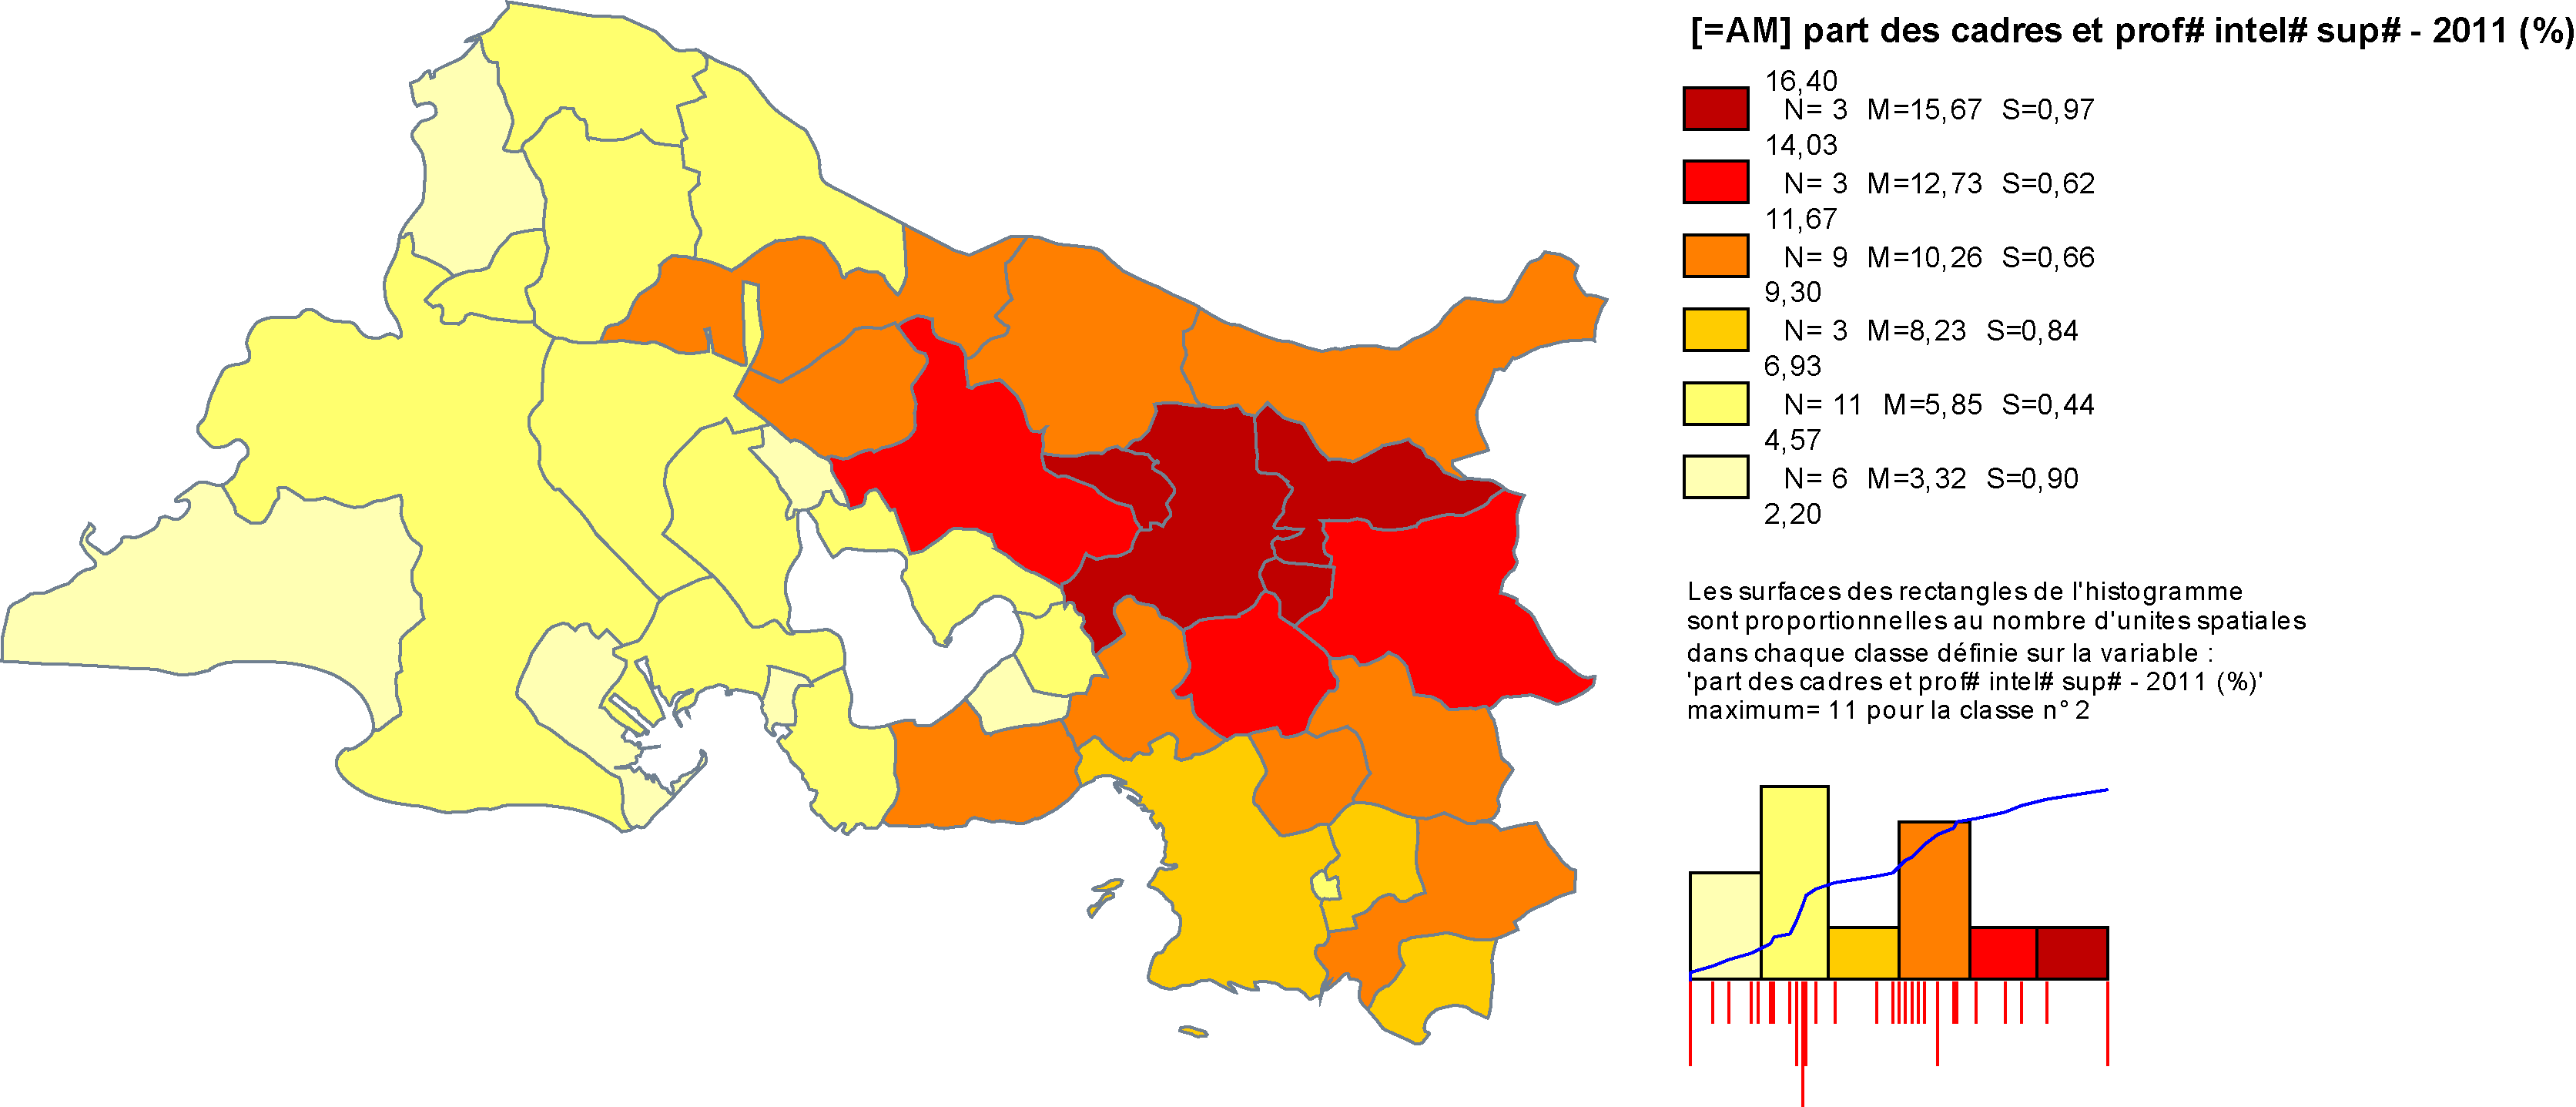 [=AM] part des cadres et prof# intel# sup# - 2011 (%)
16,40
N= 3 M=15,67 S=0,97
14,03
N= 3 M=12,73 S=0,62
11,67
N= 9 M=10,26 S=0,66
9,30
N= 3 M=8,23 S=0,84
6,93
N= 11 M=5,85 S=0,44
4,57
N= 6 M=3,32 S=0,90
2,20
Les surfaces des rectangles de l'histogramme
sont proportionnelles au nombre d'unites spatiales
dans chaque classe définie sur la variable :
'part des cadres et prof# intel# sup# - 2011 (%)'
maximum= 11 pour la classe n° 2